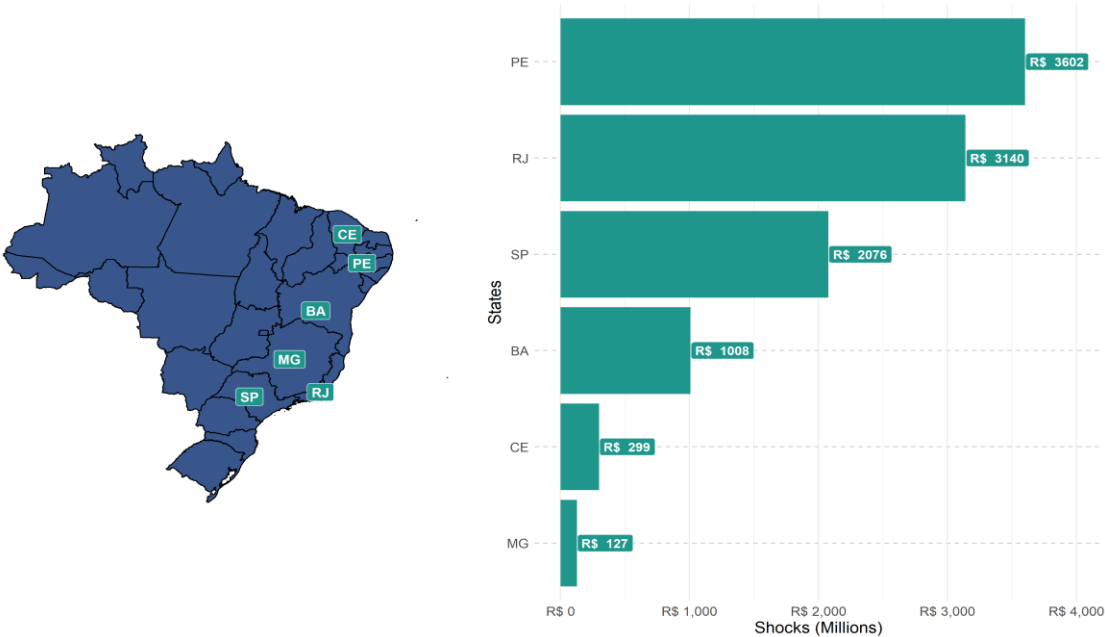 CE
PE
BA
MG
SP
RJ
States
PE
R$ 3602
RJ
R$ 3140
SP
R$ 2076
BA
R$ 1008
CE
R$ 299
MG
R$ 127
R$ 0
R$ 1,000
R$ 2,000
R$ 3,000
R$ 4,000
Shocks (Millions)